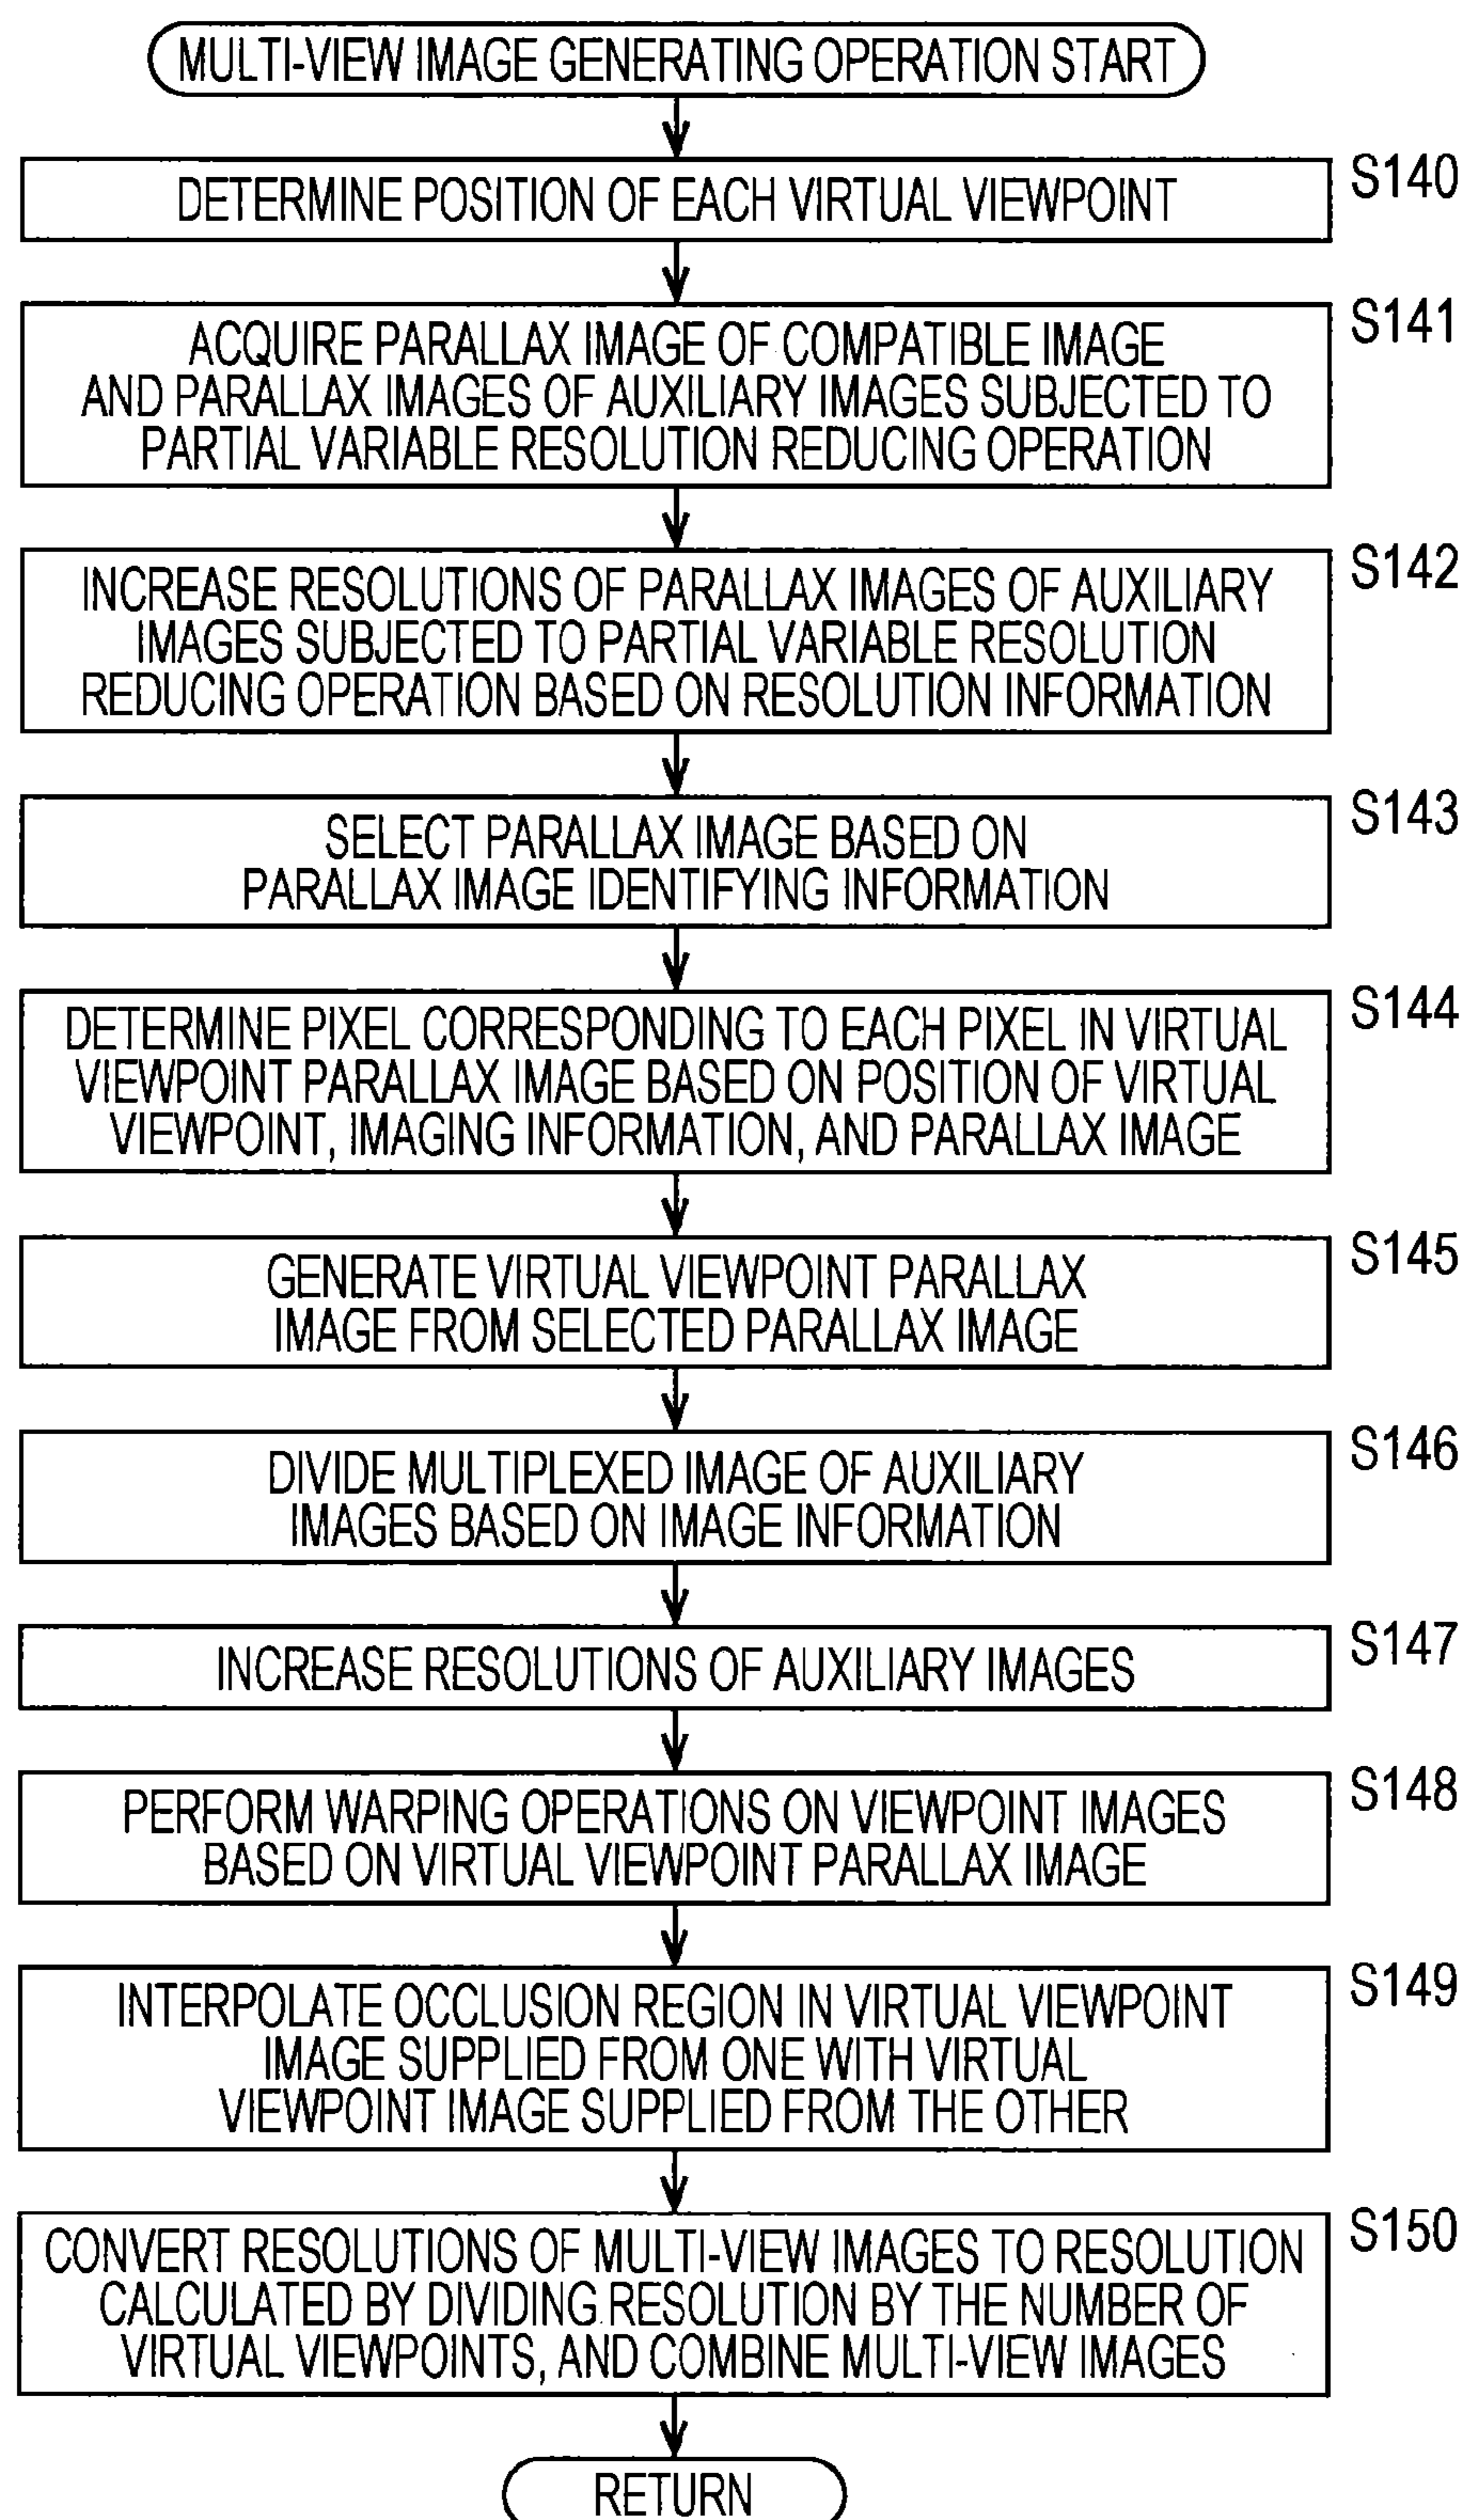 MULTI-VIEW IMAGE GENERATING OPERATION START
S140
DETERMINE POSITION OF EACH VIRTUAL VIEWPOINT
S141
ACQUIRE PARALLAX IMAGE OF COMPATIBLE IMAGE
AND PARALLAX IMAGES OF AUXILIARY IMAGES SUBJECTED TO
PARTIAL VARIABLE RESOLUTION REDUCING OPERATION
S142
INCREASE RESOLUTIONS OF PARALLAX IMAGES OF AUXILIARY
IMAGES SUBJECTED TO PARTIAL VARIABLE RESOLUTION
REDUCING OPERATION BASED ON RESOLUTION INFORMATION
S143
SELECT PARALLAX IMAGE BASED ON
PARALLAX IMAGE IDENTIFYING INFORMATION
S144
DETERMINE PIXEL CORRESPONDING TO EACH PIXEL IN VIRTUAL
VIEWPOINT PARALLAX IMAGE BASED ON POSITION OF VIRTUAL
VIEWPOINT, IMAGING INFORMATION, AND PARALLAX IMAGE
S145
GENERATE VIRTUAL VIEWPOINT PARALLAX
IMAGE FROM SELECTED PARALLAX IMAGE
S146
DIVIDE MULTIPLEXED IMAGE OF AUXILIARY
IMAGES BASED ON IMAGE INFORMATION
S147
INCREASE RESOLUTIONS OF AUXILIARY IMAGES
S148
PERFORM WARPING OPERATIONS ON VIEWPOINT IMAGES
BASED ON VIRTUAL VIEWPOINT PARALLAX IMAGE
S149
INTERPOLATE OCCLUSION REGION IN VIRTUAL VIEWPOINT
IMAGE SUPPLIED FROM ONE WITH VIRTUAL
VIEWPOINT IMAGE SUPPLIED FROM THE OTHER
S150
CONVERT RESOLUTIONS OF MULTI-VIEW IMAGES TO RESOLUTION
CALCULATED BY DIVIDING RESOLUTION BY THE NUMBER OF
VIRTUAL VIEWPOINTS, AND COMBINE MULTI-VIEW IMAGES
RETURN